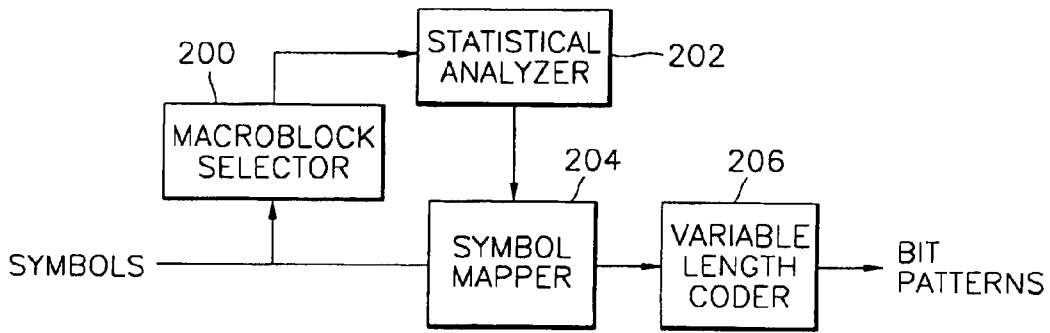 STATISTICAL
ANALYZER
202
200
MACROBLOCK
SELECTOR
204
206
SYMBOLS
SYMBOL
MAPPER
VARIABLE
LENGTH
CODER
BIT
PATTERNS